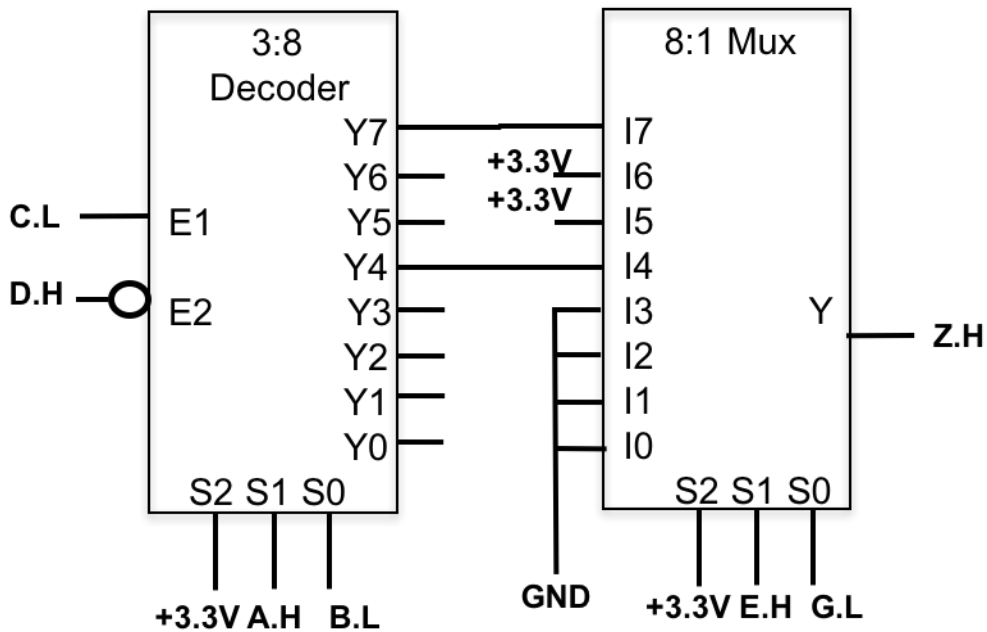 3:8
Decoder
Y7
Y6
Y5
Y4
Y3
Y2
Y1
Y0
C.L
E1
D.H
E2
S2 S1 S0
+3.3V A.H B.L
+3.3V
+3.3V
GND
8:1 Mux
I7
I6
I5
I4
I3
I2
I1
I0
Y
Z.H
S2 S1 S0
+3.3V E.H G.L